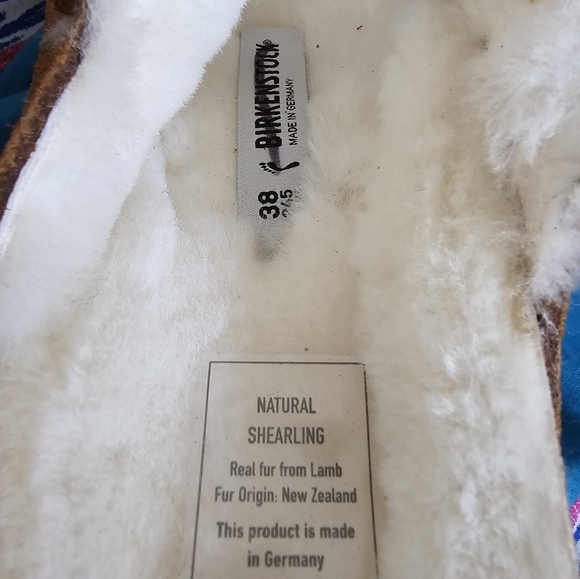 BIRKENSTOCK®
MADE IN GERMANY
38
245
NATURAL
SHEARLING
Real fur from Lamb
Fur Origin: New Zealand
This product is made
in Germany